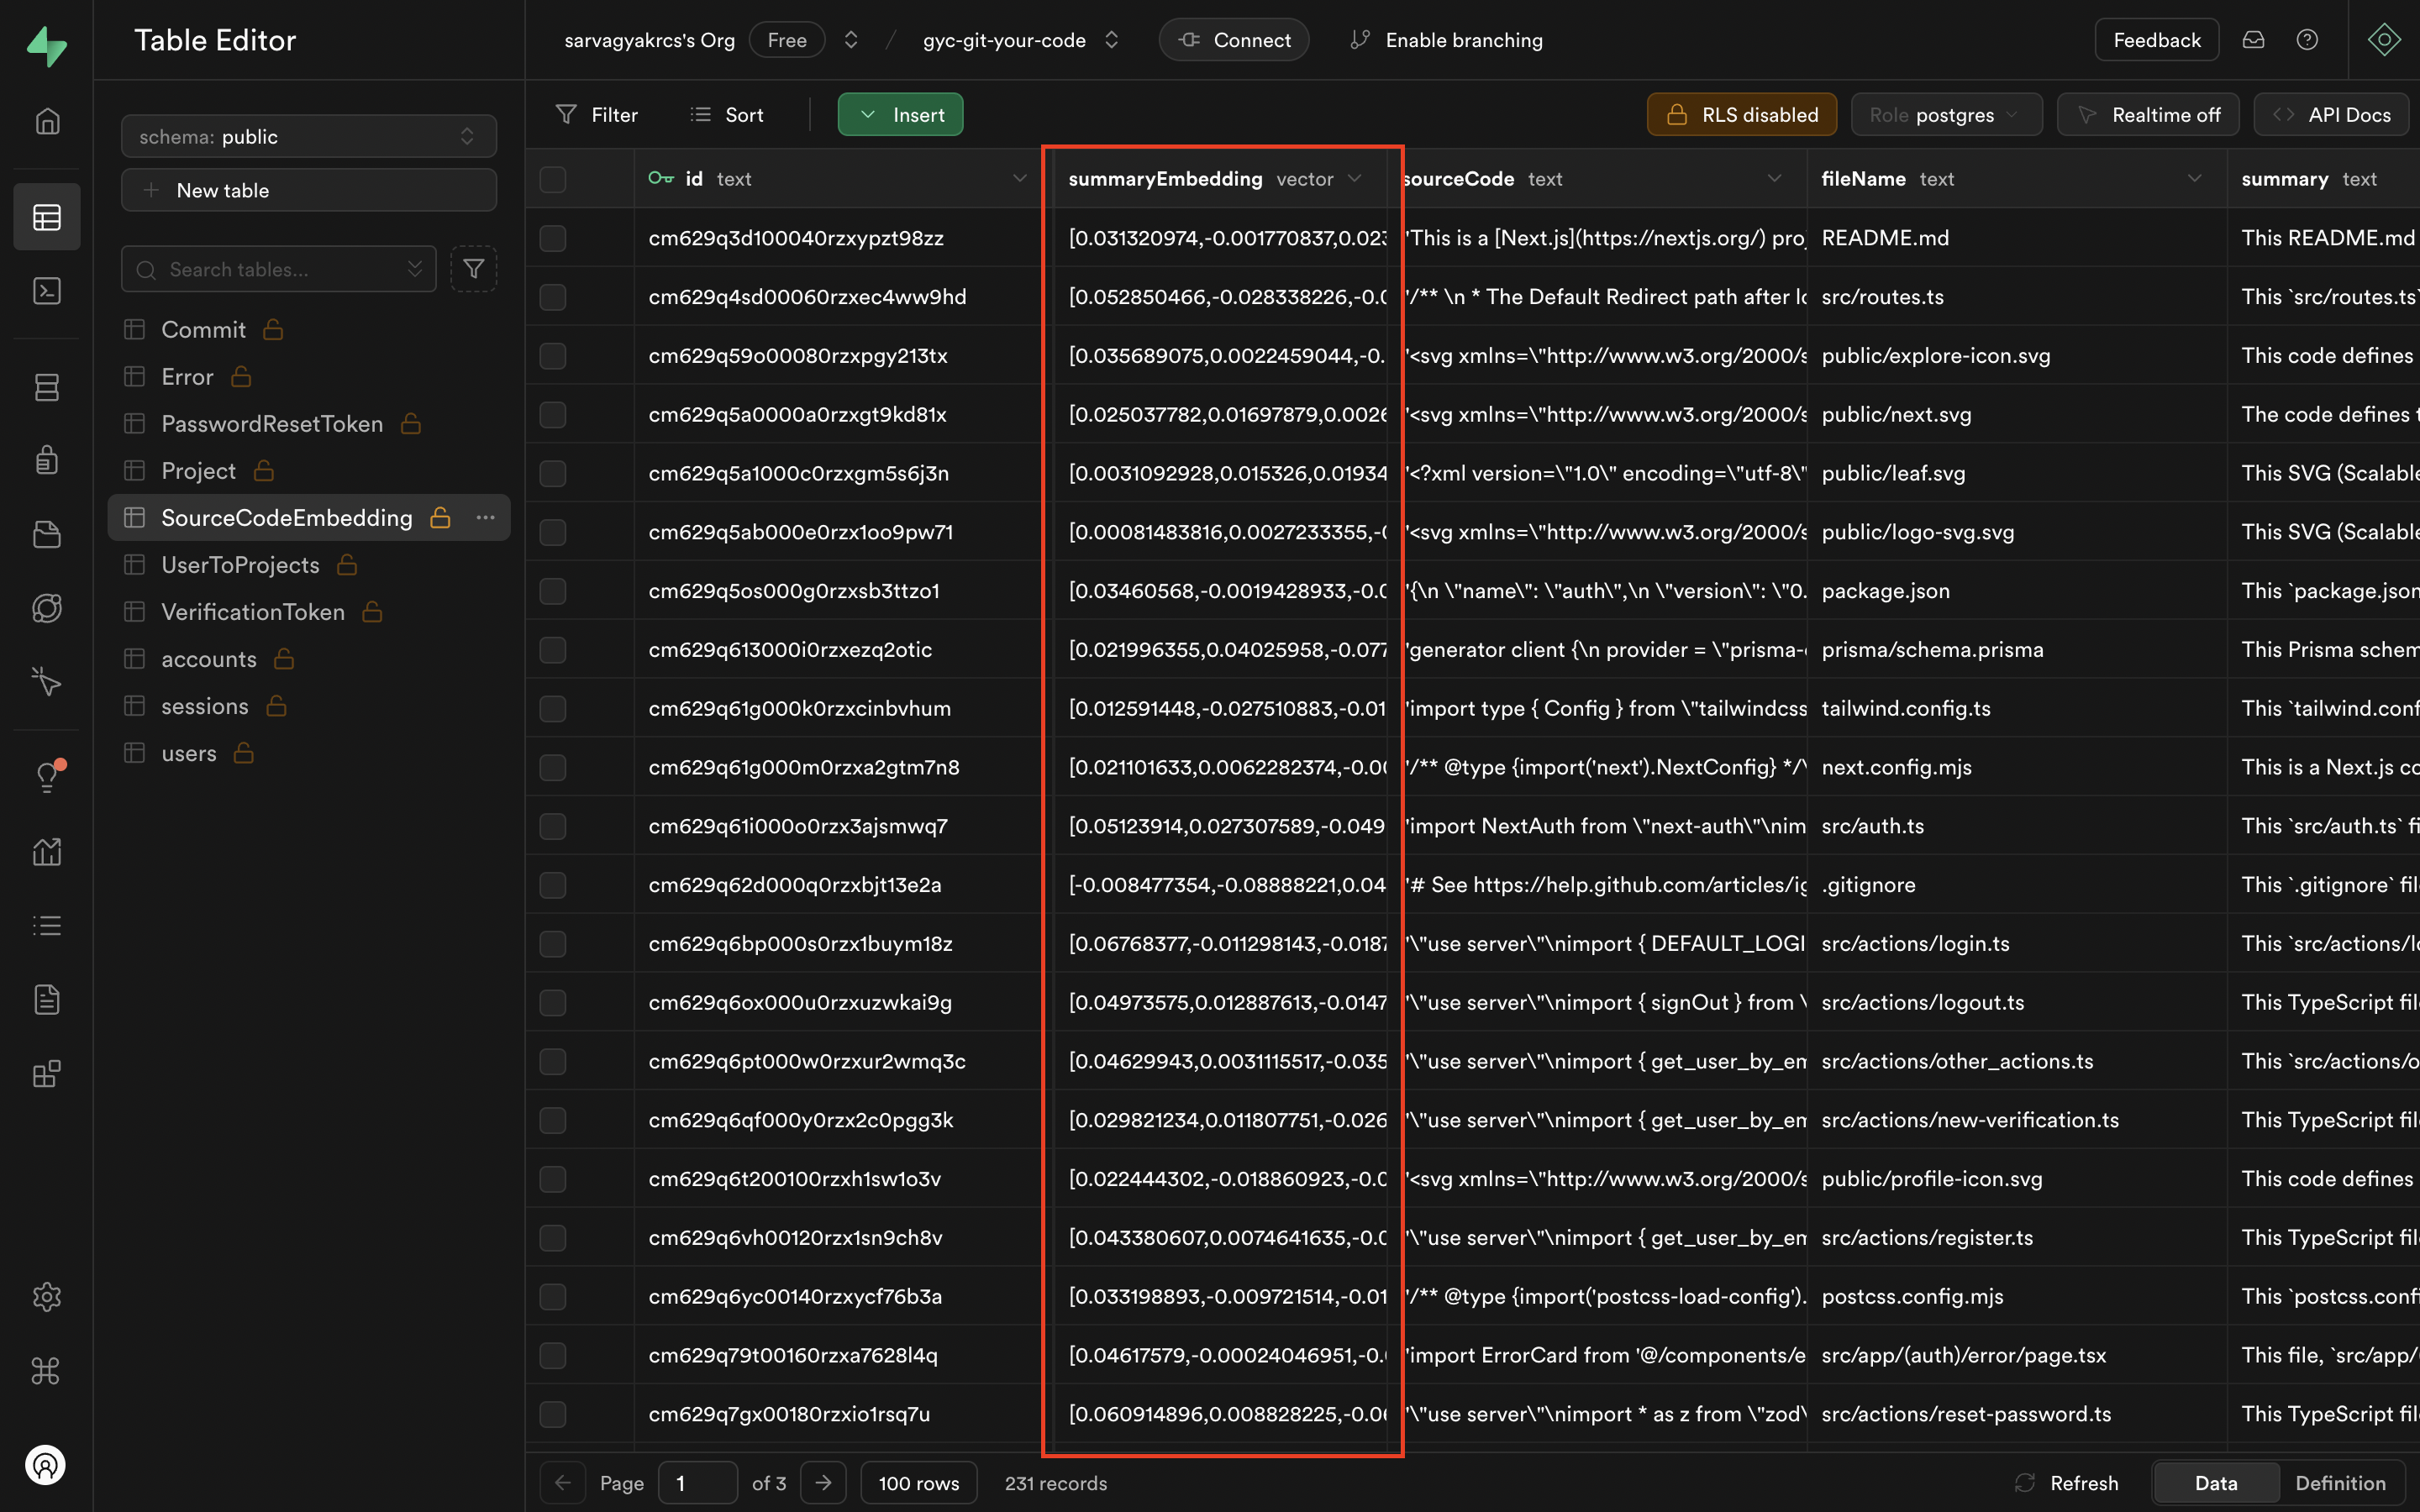 Table Editor
sarvagyakrcs's Org Free / gyc-git-your-code Connect Enable branching Feedback
schema: public
New table
Search tables...
Commit
Error
PasswordResetToken
Project
SourceCodeEmbedding
UserToProjects
VerificationToken
accounts
sessions
users
Filter Sort Insert RLS disabled Role postgres Realtime off API Docs
id text summaryEmbedding vector sourceCode text fileName text summary text
cm629q3d100040rzxypzt98zz [0.031320974,-0.001770837,0.023 "This is a [Next.js](https://nextjs.org/) proj README.md This README.md
cm629q4sd00060rzxec4ww9hd [0.052850466,-0.028338226,-0.0 "/** \n * The Default Redirect path after lo src/routes.ts This `src/routes.ts`
cm629q59o00080rzxpgy213tx [0.035689075,0.0022459044,-0. "<svg xmlns=\"http://www.w3.org/2000/s public/explore-icon.svg This code defines
cm629q5a0000a0rzxgt9kd81x [0.025037782,0.01697879,0.0026 "<svg xmlns=\"http://www.w3.org/2000/s public/next.svg The code defines t
cm629q5a1000c0rzxgm5s6j3n [0.0031092928,0.015326,0.01934 "<?xml version=\"1.0\" encoding=\"utf-8\" public/leaf.svg This SVG (Scalable
cm629q5ab000e0rzx1oo9pw71 [0.00081483816,0.0027233355,-0 "<svg xmlns=\"http://www.w3.org/2000/s public/logo-svg.svg This SVG (Scalable
cm629q5os000g0rzxsb3ttzo1 [0.03460568,-0.0019428933,-0.0 "{\n \"name\": \"auth\",\n \"version\": \"0. package.json This `package.json
cm629q613000i0rzxezq2otic [0.021996355,0.04025958,-0.077 "generator client {\n provider = \"prisma-c prisma/schema.prisma This Prisma schem
cm629q61g000k0rzxcinbvhum [0.012591448,-0.027510883,-0.01 "import type { Config } from \"tailwindcss tailwind.config.ts This `tailwind.conf
cm629q61g000m0rzxa2gtm7n8 [0.021101633,0.0062282374,-0.00 "/** @type {import('next').NextConfig} */\ next.config.mjs This is a Next.js co
cm629q61i000o0rzx3ajsmwq7 [0.05123914,0.027307589,-0.049 "import NextAuth from \"next-auth\"\nim src/auth.ts This `src/auth.ts` fi
cm629q62d000q0rzxbjt13e2a [-0.008477354,-0.08888221,0.04 "# See https://help.github.com/articles/ig .gitignore This `.gitignore` fil
cm629q6bp000s0rzx1buym18z [0.06768377,-0.011298143,-0.0187 "\"use server\"\nimport { DEFAULT_LOGI src/actions/login.ts This `src/actions/lo
cm629q6ox000u0rzxuzwkai9g [0.04973575,0.012887613,-0.0147 "\"use server\"\nimport { signOut } from \ src/actions/logout.ts This TypeScript file
cm629q6pt000w0rzxur2wmq3c [0.04629943,0.0031115517,-0.035 "\"use server\"\nimport { get_user_by_em src/actions/other_actions.ts This `src/actions/o
cm629q6qf000y0rzx2c0pgg3k [0.029821234,0.011807751,-0.026 "\"use server\"\nimport { get_user_by_em src/actions/new-verification.ts This TypeScript file
cm629q6t200100rzxh1sw1o3v [0.022444302,-0.018860923,-0.0 "<svg xmlns=\"http://www.w3.org/2000/s public/profile-icon.svg This code defines
cm629q6vh00120rzx1sn9ch8v [0.043380607,0.0074641635,-0.0 "\"use server\"\nimport { get_user_by_em src/actions/register.ts This TypeScript file
cm629q6yc00140rzxycf76b3a [0.033198893,-0.009721514,-0.01 "/** @type {import('postcss-load-config'). postcss.config.mjs This `postcss.confi
cm629q79t00160rzxa7628l4q [0.04617579,-0.00024046951,-0.0 "import ErrorCard from '@/components/e src/app/(auth)/error/page.tsx This file, `src/app/
cm629q7gx00180rzxio1rsq7u [0.060914896,0.008828225,-0.06 "\"use server\"\nimport * as z from \"zod\ src/actions/reset-password.ts This TypeScript file
Page 1 of 3 100 rows 231 records Refresh Data Definition